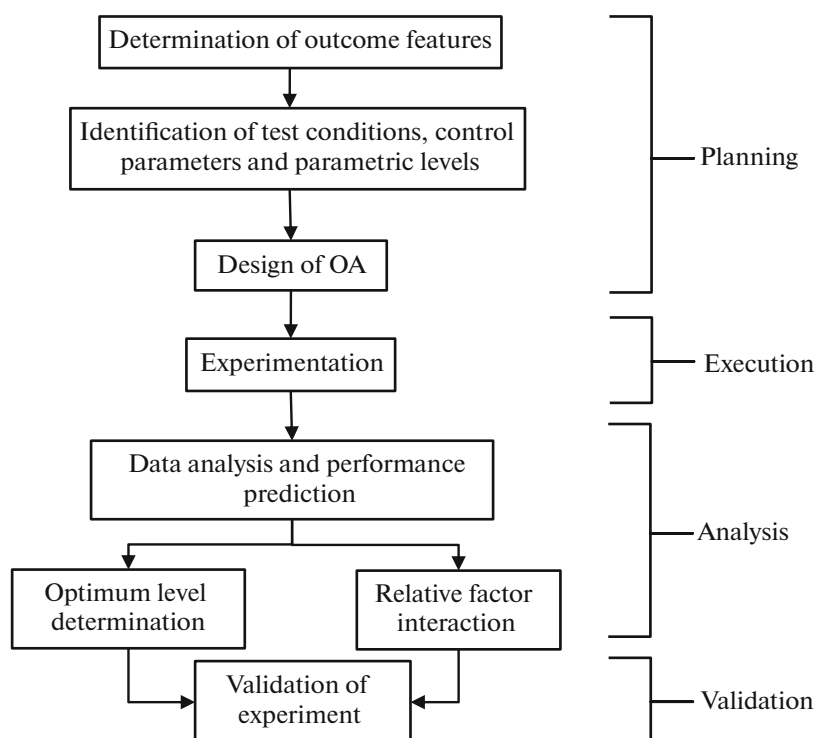 Determination of outcome features
Identification of test conditions, control
parameters and parametric levels
Planning
Design of OA
Experimentation
Execution
Data analysis and performance
prediction
Analysis
Optimum level
determination
Relative factor
interaction
Validation of
experiment
Validation